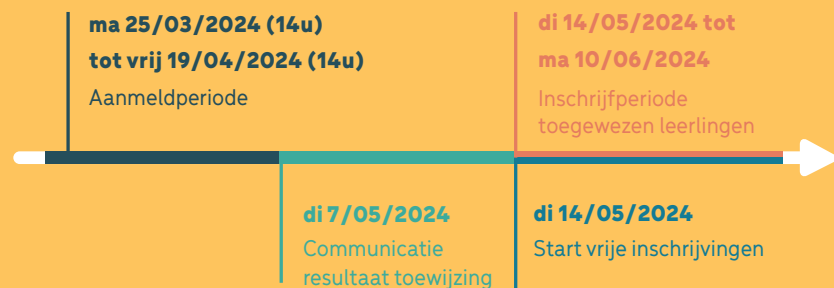 ma 25/03/2024 (14u)
tot vrij 19/04/2024 (14u)
Aanmeldperiode
di 14/05/2024 tot
ma 10/06/2024
Inschrijfperiode
toegewezen leerlingen
di 7/05/2024
Communicatie
resultaat toewijzing
di 14/05/2024
Start vrije inschrijvingen